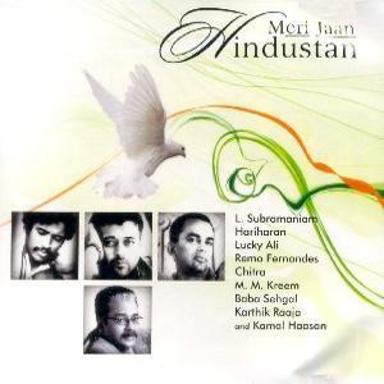 Meri Jaan
Hindustan
L. Subramaniam
Hariharan
Lucky Ali
Remo Fernandes
Chitra
M. M. Kreem
Baba Sehgal
Karthik Raaja
and Kamal Haasan